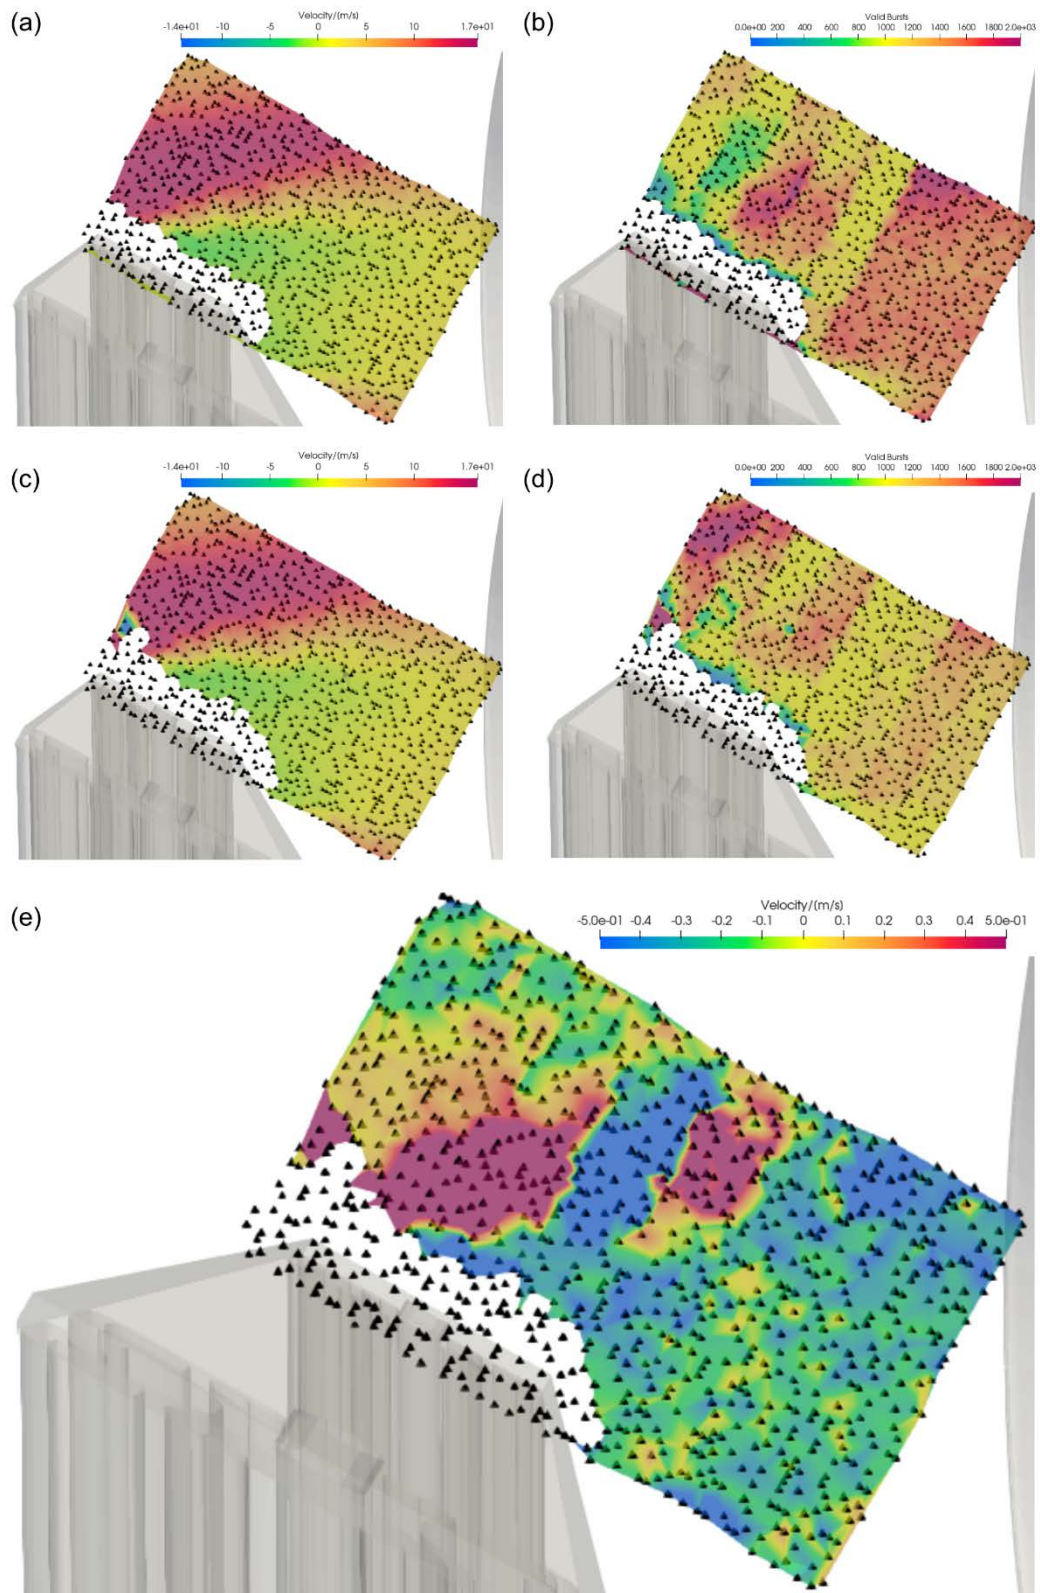 (a)
Velocity/(m/s)
-1.4e+01 -10 -5 0 5 10 1.7e+01
(b)
Valid Bursts
0.0e+00 200 400 600 800 1000 1200 1400 1600 1800 2.0e+03
(c)
Velocity/(m/s)
-1.4e+01 -10 -5 0 5 10 1.7e+01
(d)
Valid Bursts
0.0e+00 200 400 600 800 1000 1200 1400 1600 1800 2.0e+03
(e)
Velocity/(m/s)
-5.0e-01 -0.4 -0.3 -0.2 -0.1 0 0.1 0.2 0.3 0.4 5.0e-01